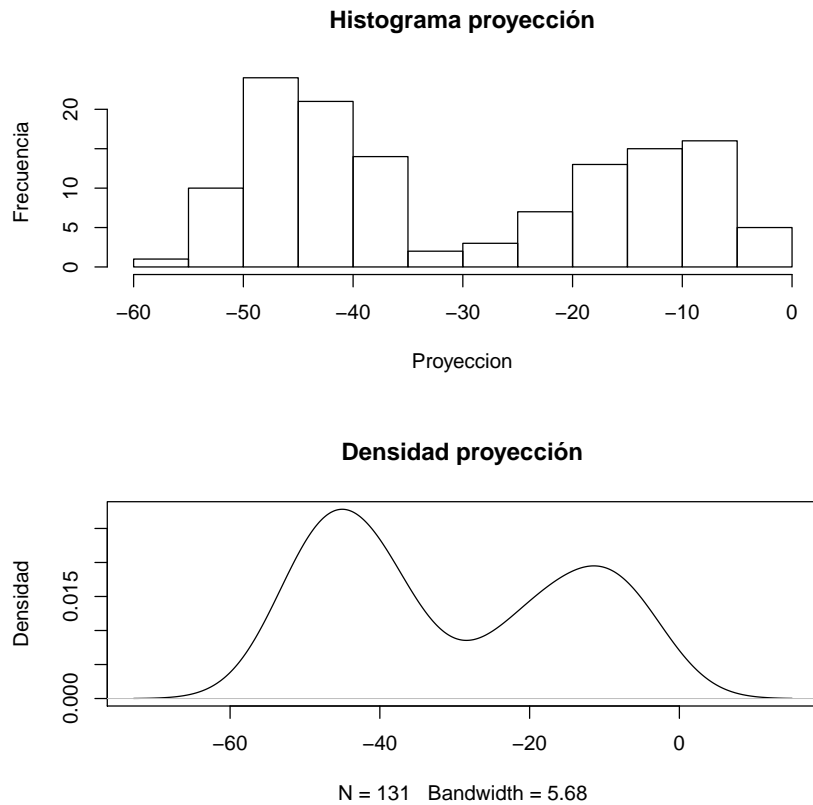 Histograma proyección
Frecuencia
20
10
5
0
−60 −50 −40 −30 −20 −10 0
Proyeccion
Densidad proyección
Densidad
0.015
0.000
−60 −40 −20 0
N = 131 Bandwidth = 5.68